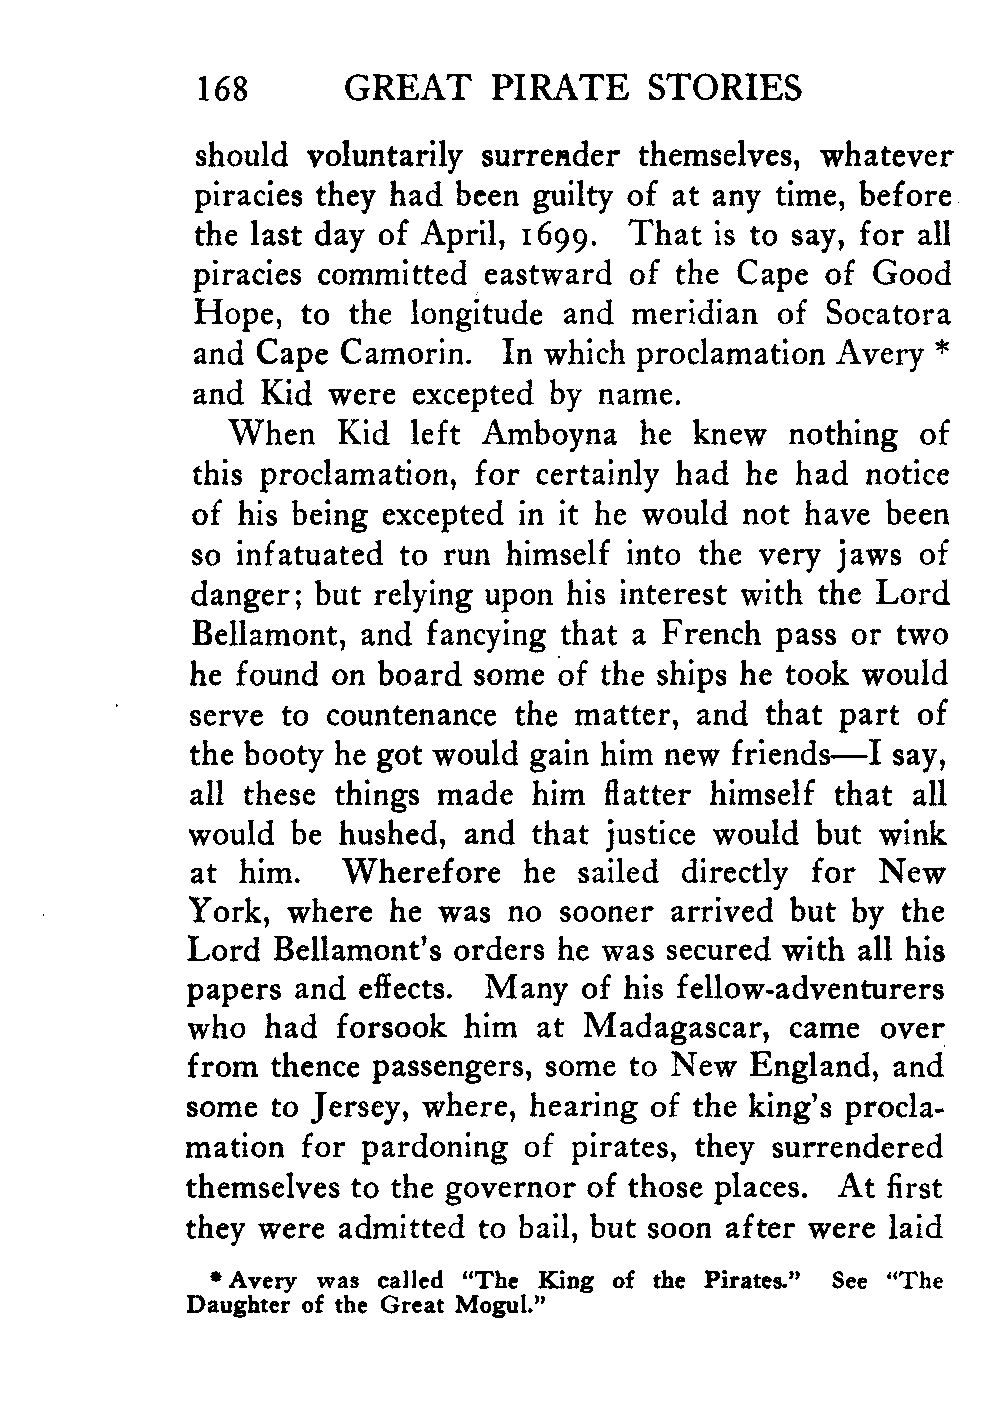 168 GREAT PIRATE STORIES
should voluntarily surrender themselves, whatever
piracies they had been guilty of at any time, before
the last day of April, 1699. That is to say, for all
piracies committed eastward of the Cape of Good
Hope, to the longitude and meridian of Socatora
and Cape Camorin. In which proclamation Avery *
and Kid were excepted by name.
When Kid left Amboyna he knew nothing of
this proclamation, for certainly had he had notice
of his being excepted in it he would not have been
so infatuated to run himself into the very jaws of
danger; but relying upon his interest with the Lord
Bellamont, and fancying that a French pass or two
he found on board some of the ships he took would
serve to countenance the matter, and that part of
the booty he got would gain him new friends—I say,
all these things made him flatter himself that all
would be hushed, and that justice would but wink
at him. Wherefore he sailed directly for New
York, where he was no sooner arrived but by the
Lord Bellamont's orders he was secured with all his
papers and effects. Many of his fellow-adventurers
who had forsook him at Madagascar, came over
from thence passengers, some to New England, and
some to Jersey, where, hearing of the king's procla-
mation for pardoning of pirates, they surrendered
themselves to the governor of those places. At first
they were admitted to bail, but soon after were laid
* Avery was called "The King of the Pirates." See "The
Daughter of the Great Mogul."